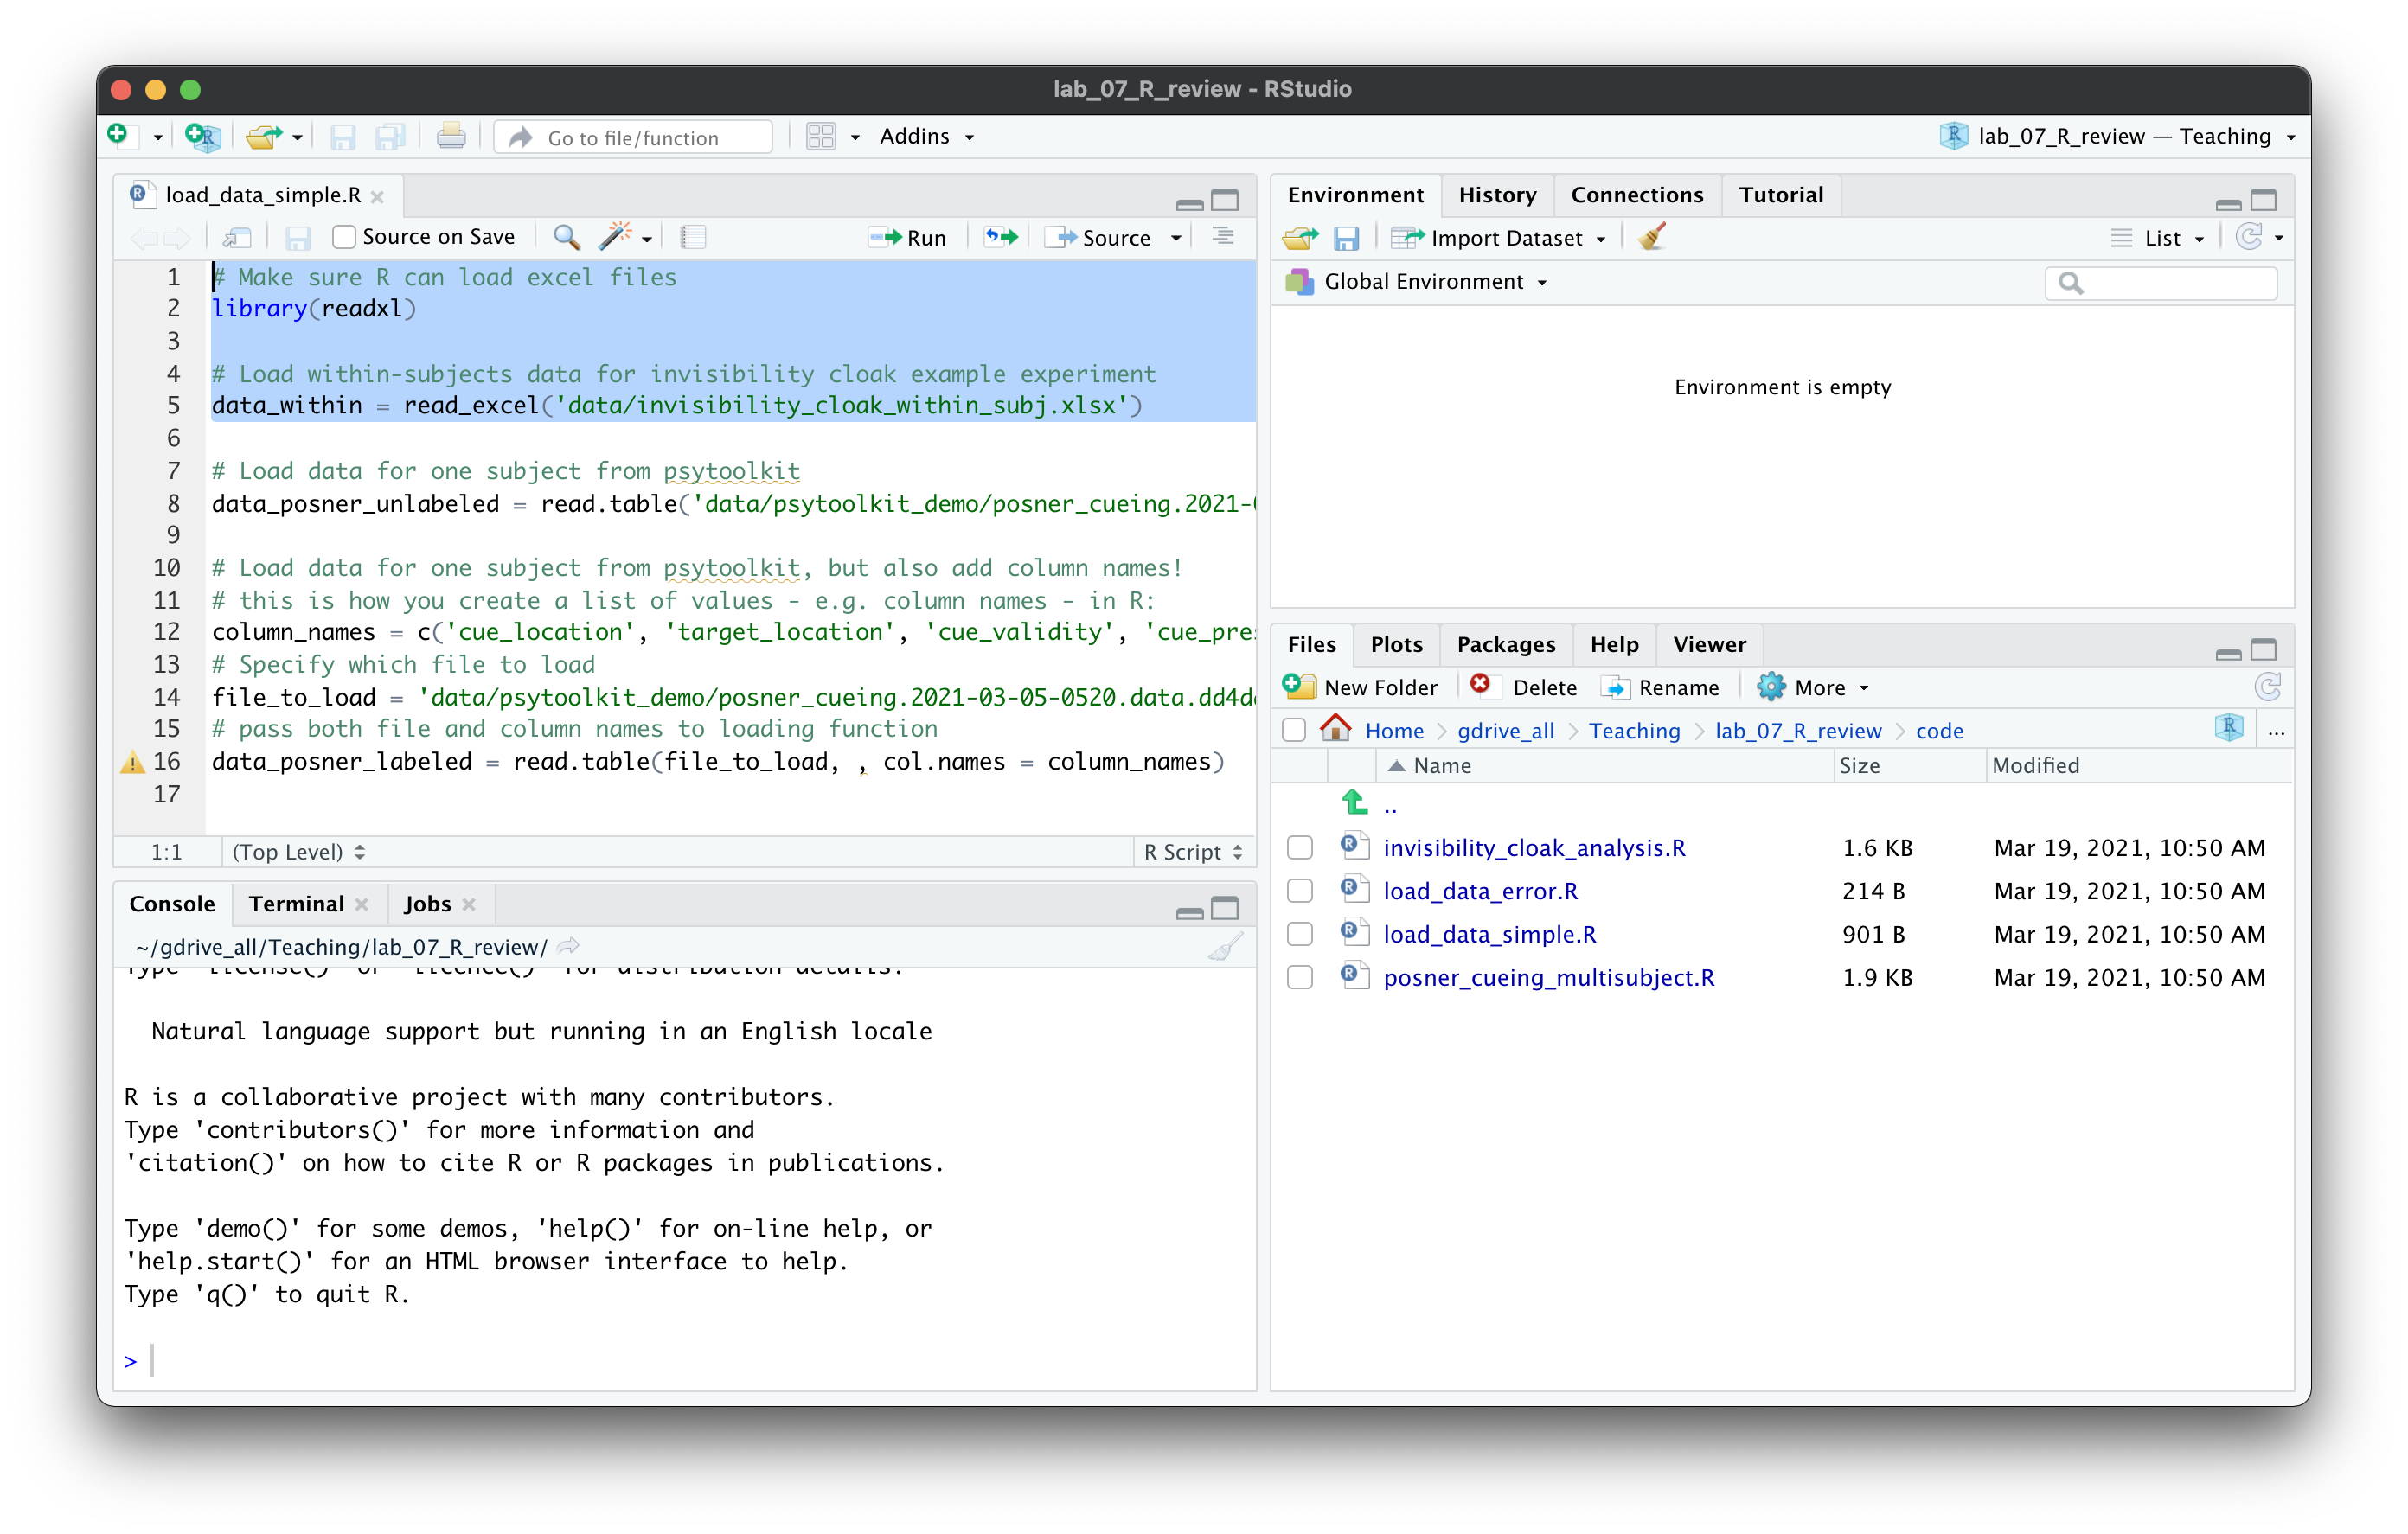 lab_07_R_review - RStudio
Go to file/function
Addins
lab_07_R_review — Teaching
load_data_simple.R
Source on Save
Run
Source
1 # Make sure R can load excel files
2 library(readxl)
3
4 # Load within-subjects data for invisibility cloak example experiment
5 data_within = read_excel('data/invisibility_cloak_within_subj.xlsx')
6
7 # Load data for one subject from psytoolkit
8 data_posner_unlabeled = read.table('data/psytoolkit_demo/posner_cueing.2021-
9
10 # Load data for one subject from psytoolkit, but also add column names!
11 # this is how you create a list of values - e.g. column names - in R:
12 column_names = c('cue_location', 'target_location', 'cue_validity', 'cue_pres
13 # Specify which file to load
14 file_to_load = 'data/psytoolkit_demo/posner_cueing.2021-03-05-0520.data.dd4d
15 # pass both file and column names to loading function
16 data_posner_labeled = read.table(file_to_load, , col.names = column_names)
17
1:1 (Top Level) R Script
Console Terminal Jobs
~/gdrive_all/Teaching/lab_07_R_review/
Type 'license()' or 'licence()' for distribution details.
Natural language support but running in an English locale
R is a collaborative project with many contributors.
Type 'contributors()' for more information and
'citation()' on how to cite R or R packages in publications.
Type 'demo()' for some demos, 'help()' for on-line help, or
'help.start()' for an HTML browser interface to help.
Type 'q()' to quit R.
>
Environment History Connections Tutorial
Import Dataset
List
Global Environment
Environment is empty
Files Plots Packages Help Viewer
New Folder Delete Rename More
Home gdrive_all Teaching lab_07_R_review code
...
Name Size Modified
..
invisibility_cloak_analysis.R 1.6 KB Mar 19, 2021, 10:50 AM
load_data_error.R 214 B Mar 19, 2021, 10:50 AM
load_data_simple.R 901 B Mar 19, 2021, 10:50 AM
posner_cueing_multisubject.R 1.9 KB Mar 19, 2021, 10:50 AM